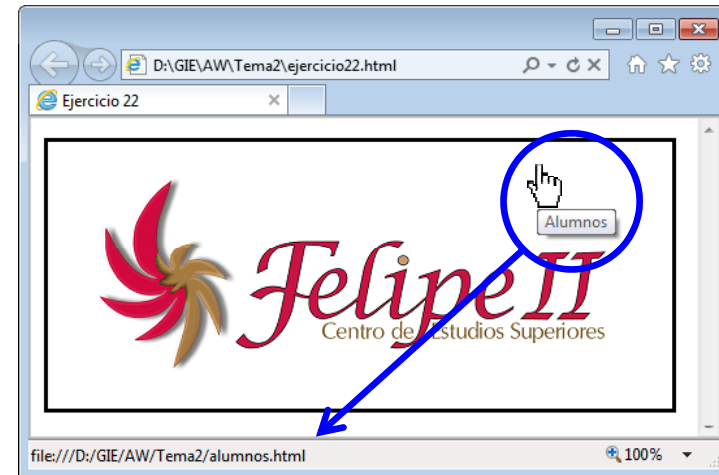 D:\GIE\AW\Tema2\ejercicio22.html
Ejercicio 22
Alumnos
Felipe II
Centro de Estudios Superiores
file:///D:/GIE/AW/Tema2/alumnos.html
100%